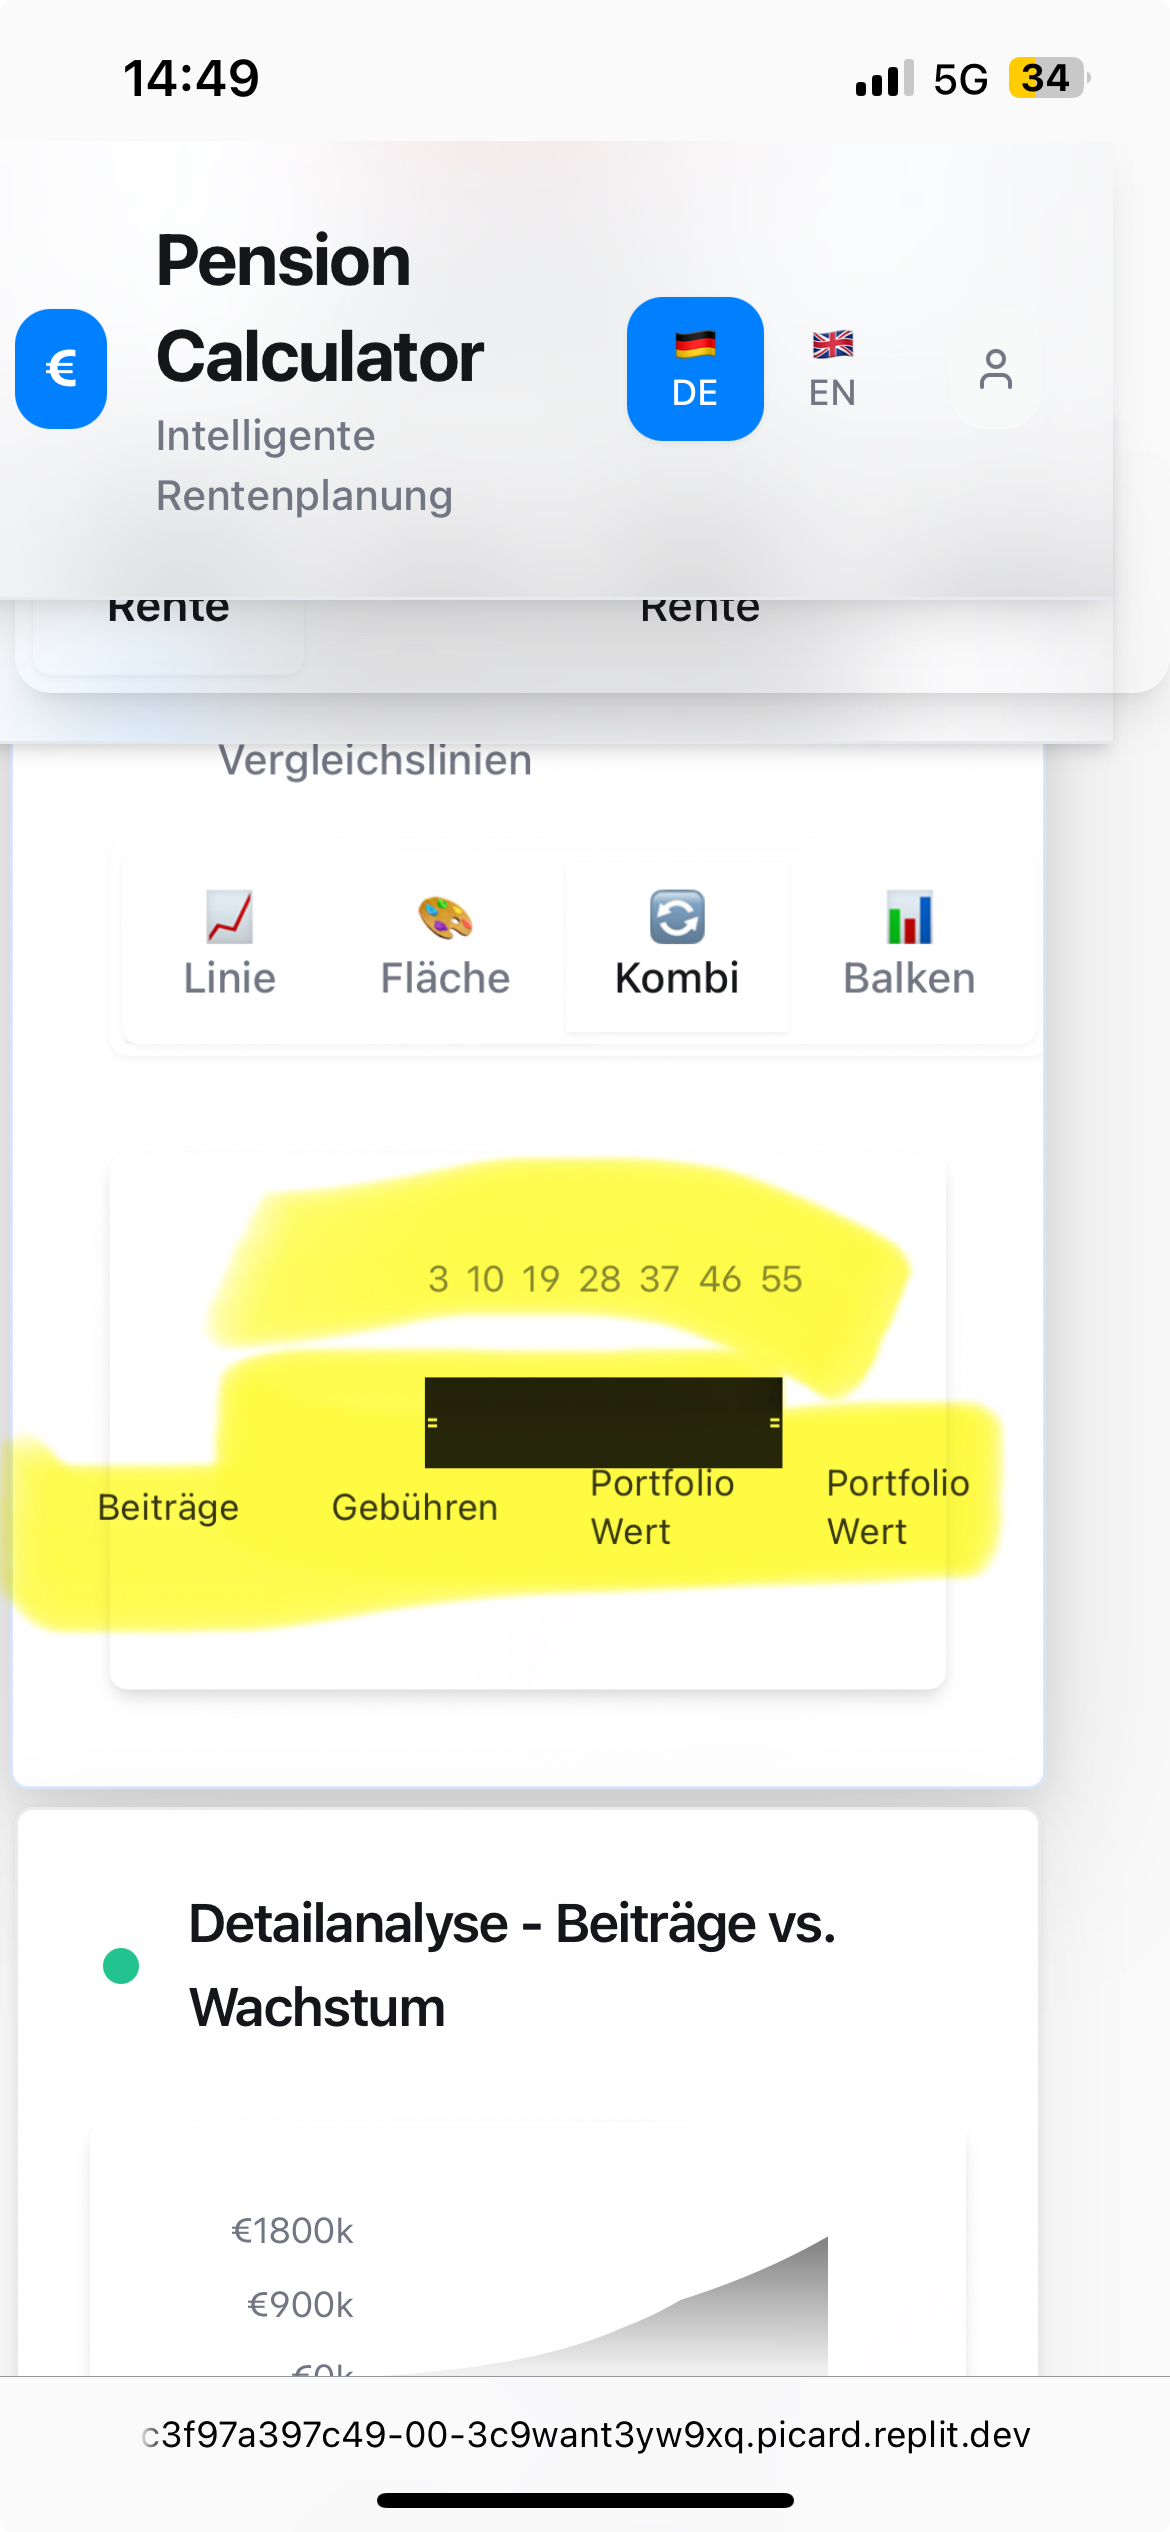 14:49
5G 34
Pension
Calculator
€
DE
EN
Intelligente
Rentenplanung
Rente Rente
Vergleichslinien
Linie Fläche Kombi Balken
3 10 19 28 37 46 55
= =
Beiträge Gebühren Portfolio Wert Portfolio Wert
Detailanalyse - Beiträge vs.
Wachstum
€1800k
€900k
€0k
c3f97a397c49-00-3c9want3yw9xq.picard.replit.dev